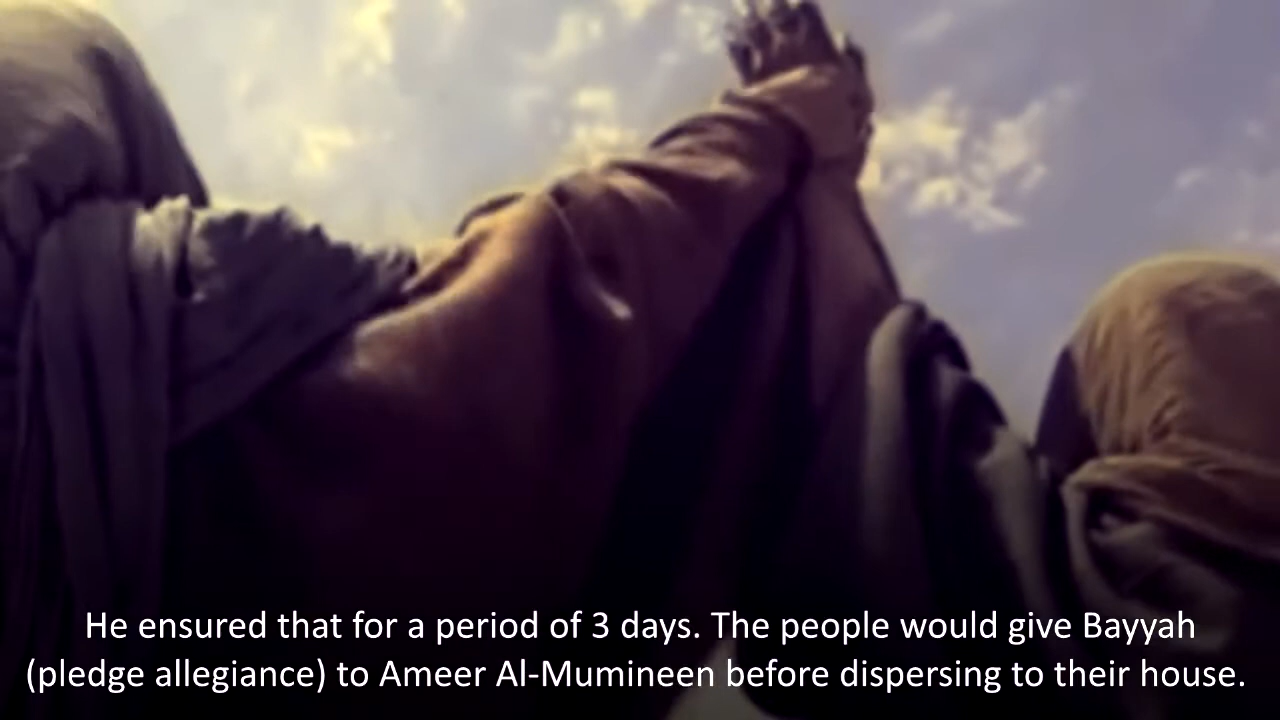 He ensured that for a period of 3 days. The people would give Bayyah
(pledge allegiance) to Ameer Al-Mumineen before dispersing to their house.